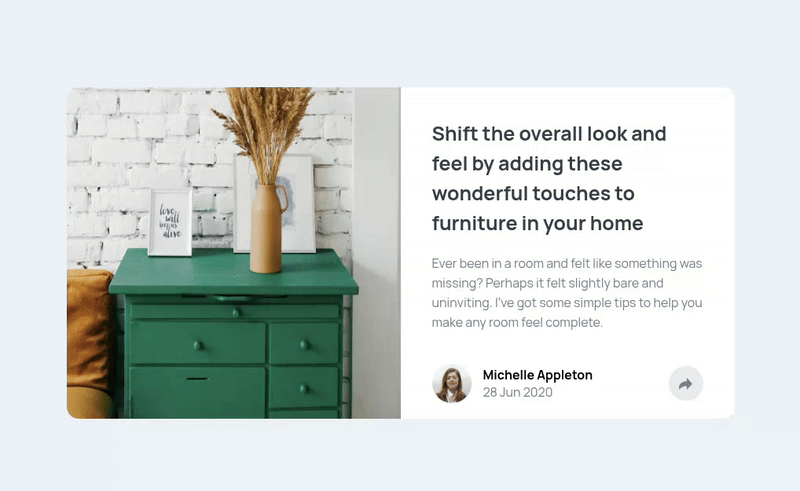 love
will
keep us
alive
Shift the overall look and
feel by adding these
wonderful touches to
furniture in your home
Ever been in a room and felt like something was
missing? Perhaps it felt slightly bare and
uninviting. I've got some simple tips to help you
make any room feel complete.
Michelle Appleton
28 Jun 2020